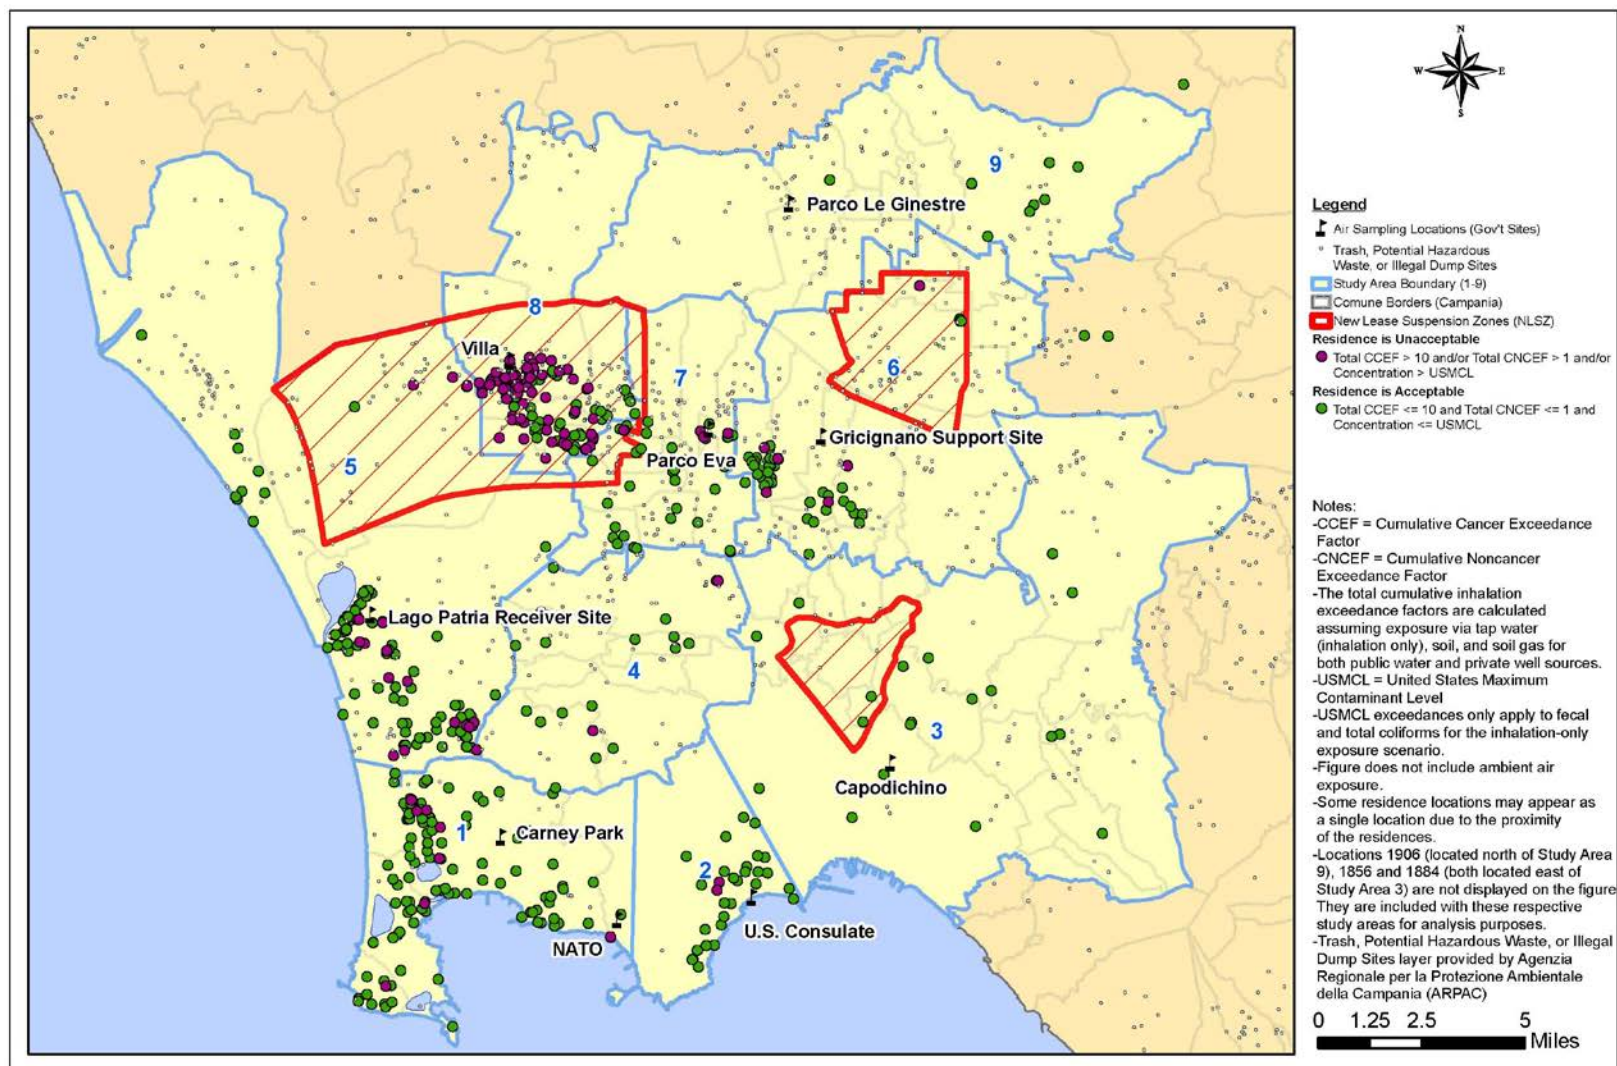 N
W
E
S
9
Parco Le Ginestre
8
Villa
7
6
5
Gricignano Support Site
Parco Eva
Lago Patria Receiver Site
4
3
Capodichino
1
Carney Park
2
U.S. Consulate
NATO
Legend
Air Sampling Locations (Gov't Sites)
Trash, Potential Hazardous
Waste, or Illegal Dump Sites
Study Area Boundary (1-9)
Comune Borders (Campania)
New Lease Suspension Zones (NLSZ)
Residence is Unacceptable
Total CCEF > 10 and/or Total CNCEF > 1 and/or
Concentration > USMCL
Residence is Acceptable
Total CCEF <= 10 and Total CNCEF <= 1 and
Concentration <= USMCL
Notes:
-CCEF = Cumulative Cancer Exceedance
Factor
-CNCEF = Cumulative Noncancer
Exceedance Factor
-The total cumulative inhalation
exceedance factors are calculated
assuming exposure via tap water
(inhalation only), soil, and soil gas for
both public water and private well sources.
-USMCL = United States Maximum
Contaminant Level
-USMCL exceedances only apply to fecal
and total coliforms for the inhalation-only
exposure scenario.
-Figure does not include ambient air
exposure.
-Some residence locations may appear as
a single location due to the proximity
of the residences.
-Locations 1906 (located north of Study Area
9), 1856 and 1884 (both located east of
Study Area 3) are not displayed on the figure
They are included with these respective
study areas for analysis purposes.
-Trash, Potential Hazardous Waste, or Illegal
Dump Sites layer provided by Agenzia
Regionale per la Protezione Ambientale
della Campania (ARPAC)
0 1.25 2.5 5
Miles